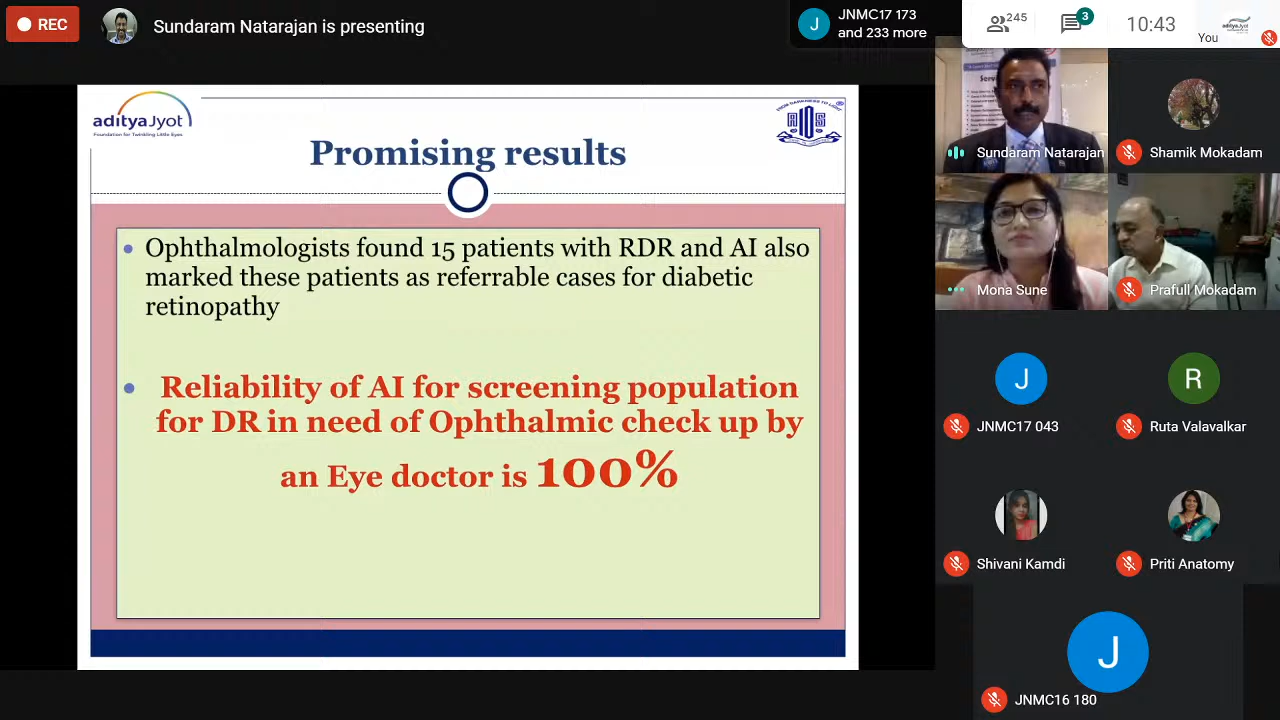 REC
Sundaram Natarajan is presenting
JNMC17 173
and 233 more
245
3
10:43
You
adityaJyot
Foundation for Twinkling Little Eyes
Promising results
• Ophthalmologists found 15 patients with RDR and AI also
marked these patients as referrable cases for diabetic
retinopathy
• Reliability of AI for screening population
for DR in need of Ophthalmic check up by
an Eye doctor is 100%
Sundaram Natarajan
Shamik Mokadam
Mona Sune
Prafull Mokadam
J
JNMC17 043
R
Ruta Valavalkar
Shivani Kamdi
Priti Anatomy
J
JNMC16 180